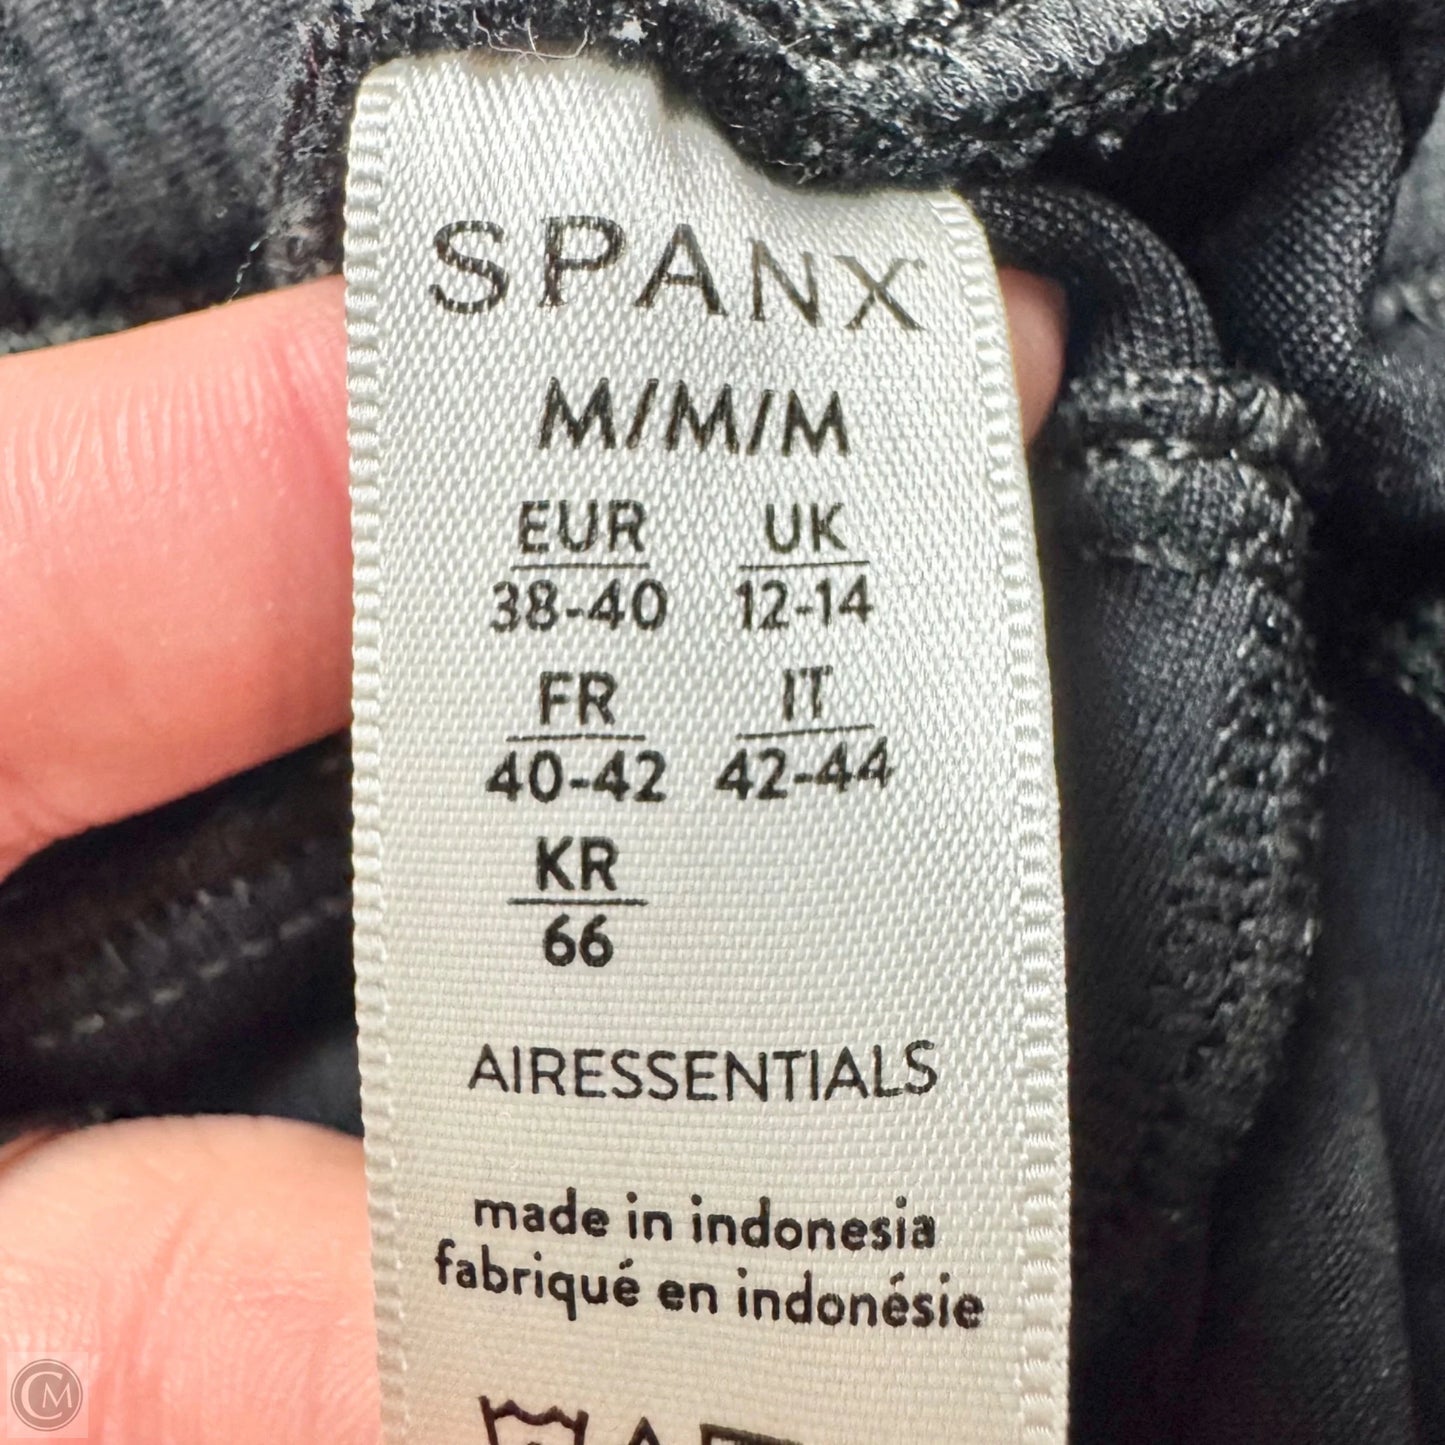 SPANX
M/M/M
EUR UK
38-40 12-14
FR IT
40-42 42-44
KR
66
AIRESSENTIALS
made in indonesia
fabriqué en indonésie
CM